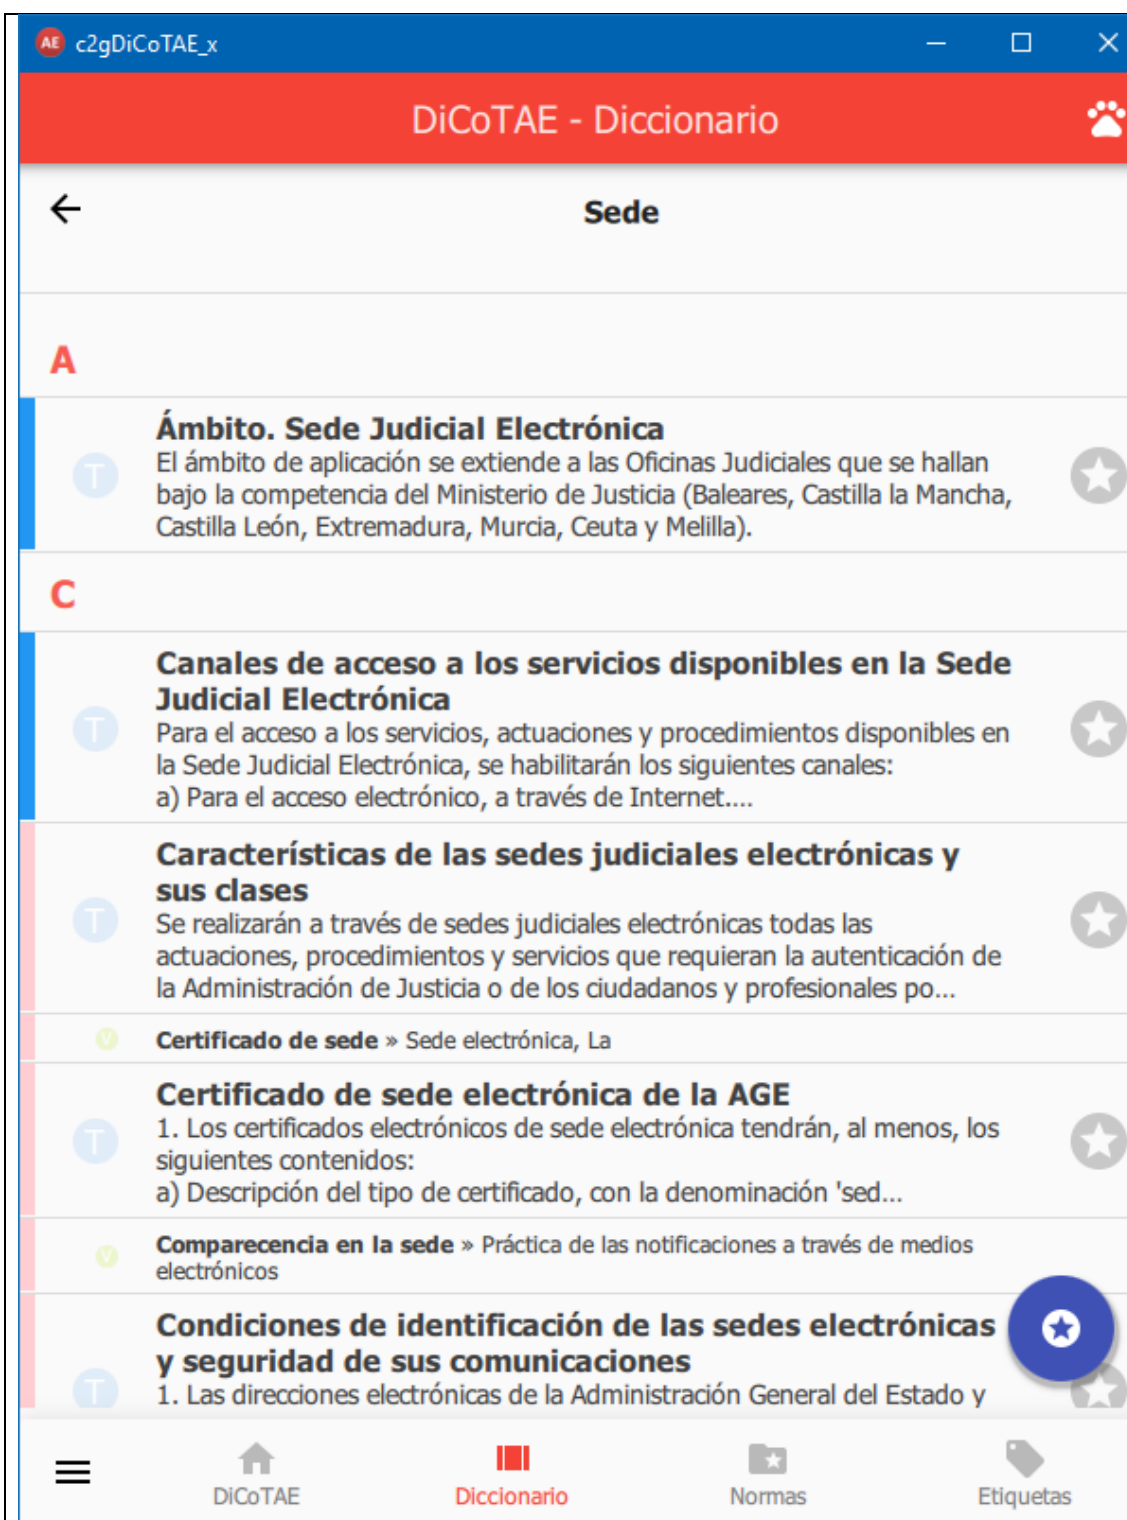 AE c2gDiCoTAE_x
DiCoTAE - Diccionario
Sede
A
Ámbito. Sede Judicial Electrónica
T
El ámbito de aplicación se extiende a las Oficinas Judiciales que se hallan
bajo la competencia del Ministerio de Justicia (Baleares, Castilla la Mancha,
Castilla León, Extremadura, Murcia, Ceuta y Melilla).
C
Canales de acceso a los servicios disponibles en la Sede
Judicial Electrónica
T
Para el acceso a los servicios, actuaciones y procedimientos disponibles en
la Sede Judicial Electrónica, se habilitarán los siguientes canales:
a) Para el acceso electrónico, a través de Internet....
Características de las sedes judiciales electrónicas y
sus clases
T
Se realizarán a través de sedes judiciales electrónicas todas las
actuaciones, procedimientos y servicios que requieran la autenticación de
la Administración de Justicia o de los ciudadanos y profesionales po...
V Certificado de sede » Sede electrónica, La
Certificado de sede electrónica de la AGE
T
1. Los certificados electrónicos de sede electrónica tendrán, al menos, los
siguientes contenidos:
a) Descripción del tipo de certificado, con la denominación 'sed...
V Comparecencia en la sede » Práctica de las notificaciones a través de medios
electrónicos
Condiciones de identificación de las sedes electrónicas
y seguridad de sus comunicaciones
T
1. Las direcciones electrónicas de la Administración General del Estado y
DiCoTAE
Diccionario
Normas
Etiquetas